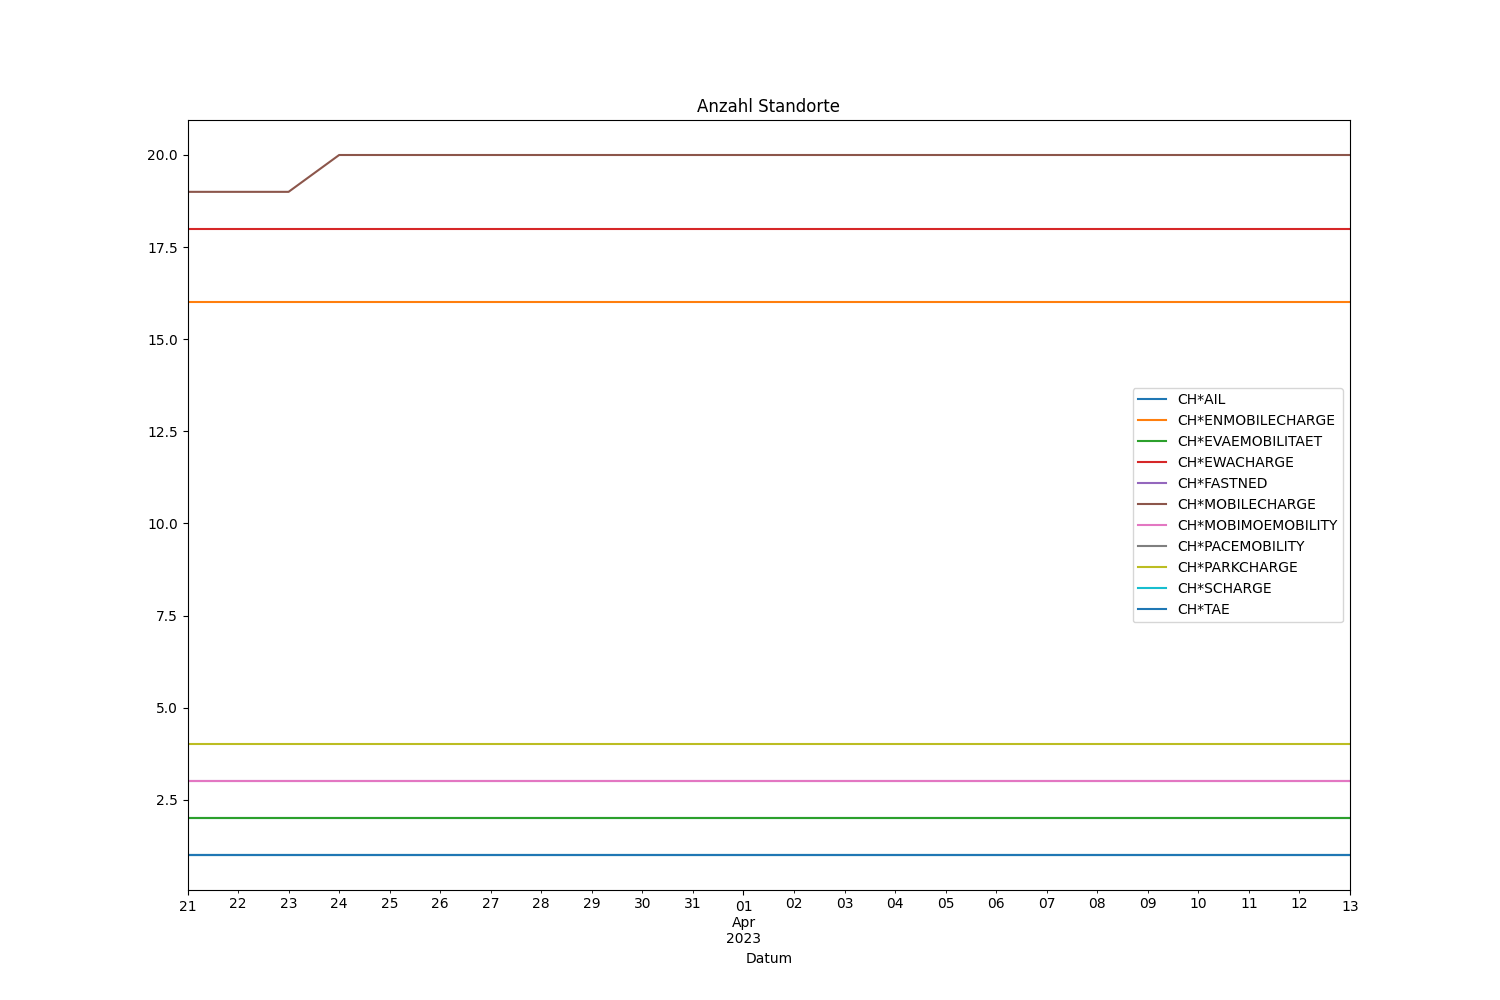 Anzahl Standorte
20.0
17.5
15.0
12.5
10.0
7.5
5.0
2.5
CH*AIL
CH*ENMOBILECHARGE
CH*EVAEMOBILITAET
CH*EWACHARGE
CH*FASTNED
CH*MOBILECHARGE
CH*MOBIMOEMOBILITY
CH*PACEMOBILITY
CH*PARKCHARGE
CH*SCHARGE
CH*TAE
21 22 23 24 25 26 27 28 29 30 31 01 02 03 04 05 06 07 08 09 10 11 12 13
Apr
2023
Datum